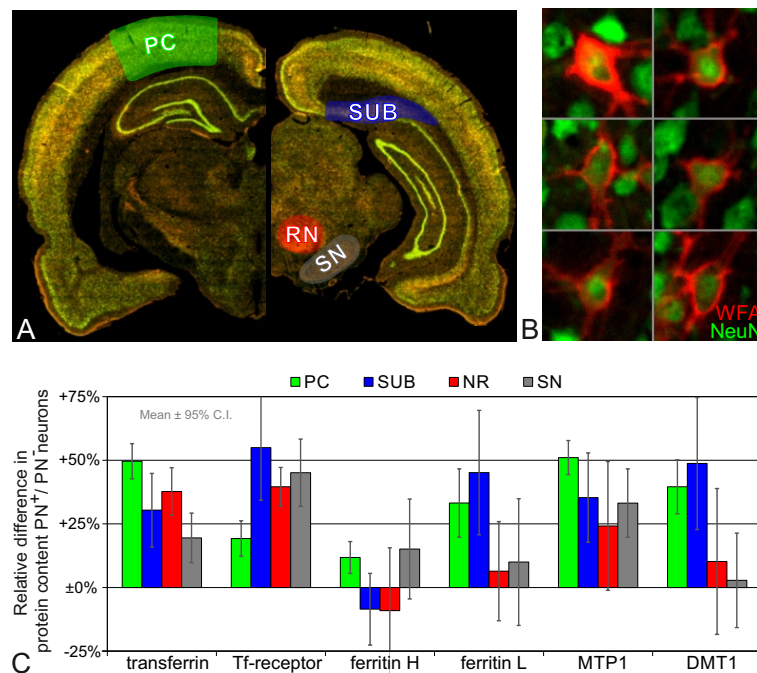 PC
SUB
RN
SN
A
B
WFA
NeuN
PC SUB NR SN
Mean ± 95% C.I.
Relative difference in
protein content PN⁺/ PN⁻neurons
+75%
+50%
+25%
±0%
-25%
C
transferrin Tf-receptor ferritin H ferritin L MTP1 DMT1